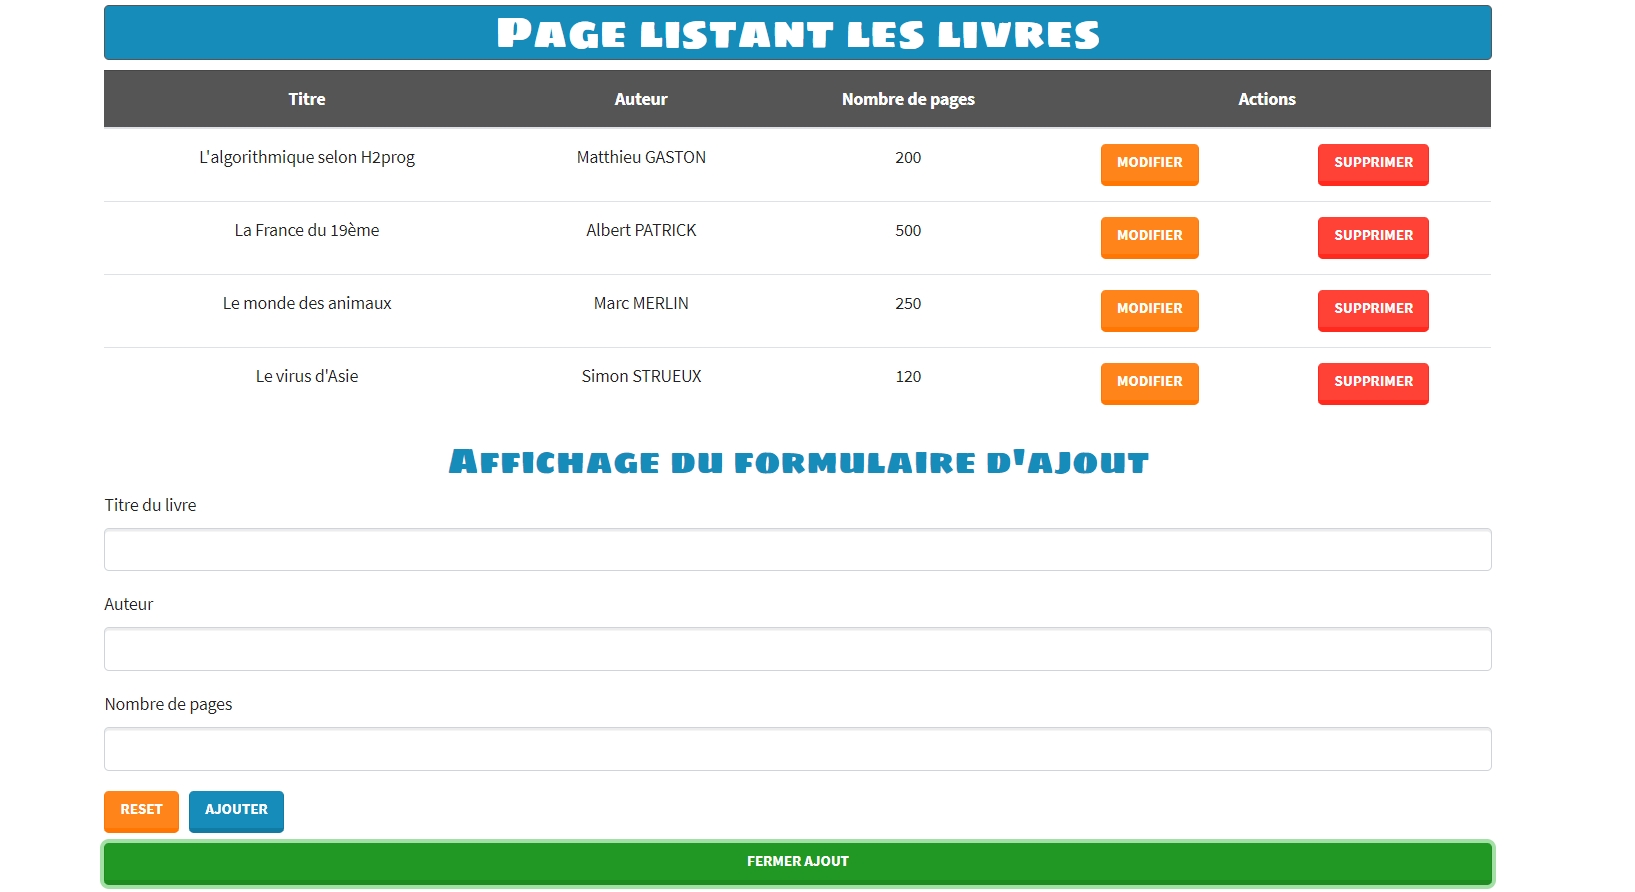 Page listant les livres
Titre Auteur Nombre de pages Actions
L'algorithmique selon H2prog Matthieu GASTON 200 MODIFIER SUPPRIMER
La France du 19ème Albert PATRICK 500 MODIFIER SUPPRIMER
Le monde des animaux Marc MERLIN 250 MODIFIER SUPPRIMER
Le virus d'Asie Simon STRUEUX 120 MODIFIER SUPPRIMER
Affichage du formulaire d'ajout
Titre du livre
Auteur
Nombre de pages
RESET AJOUTER
FERMER AJOUT